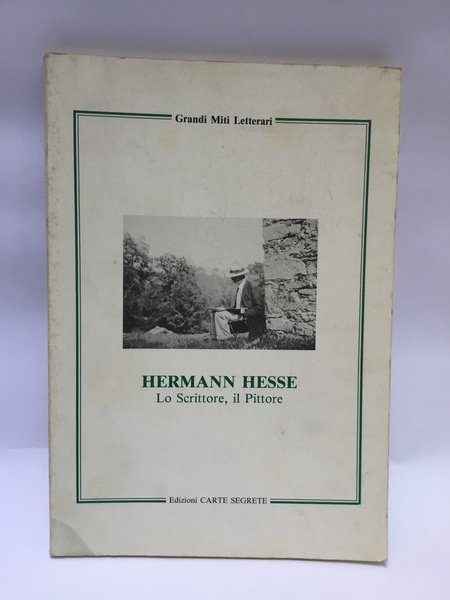 Grandi Miti Letterari
HERMANN HESSE
Lo Scrittore, il Pittore
Edizioni CARTE SEGRETE